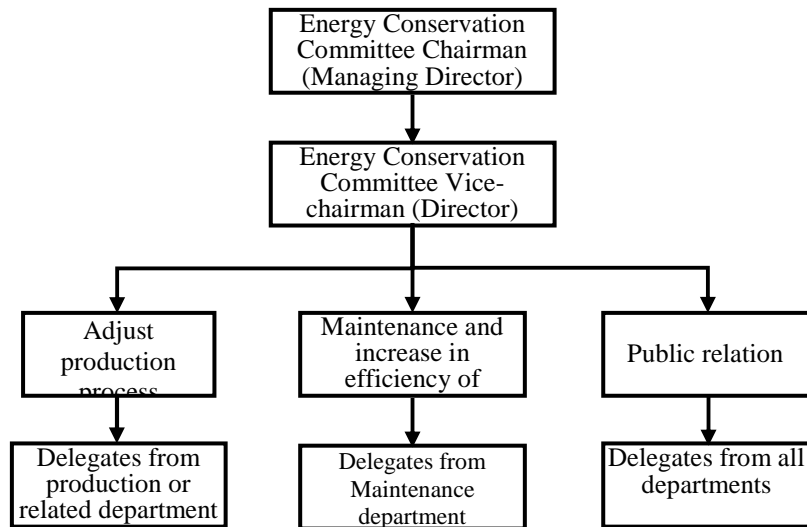 Energy Conservation
Committee Chairman
(Managing Director)
Energy Conservation
Committee Vice-
chairman (Director)
Adjust
production
process
Maintenance and
increase in
efficiency of
Public relation
Delegates from
production or
related department
Delegates from
Maintenance
department
Delegates from all
departments